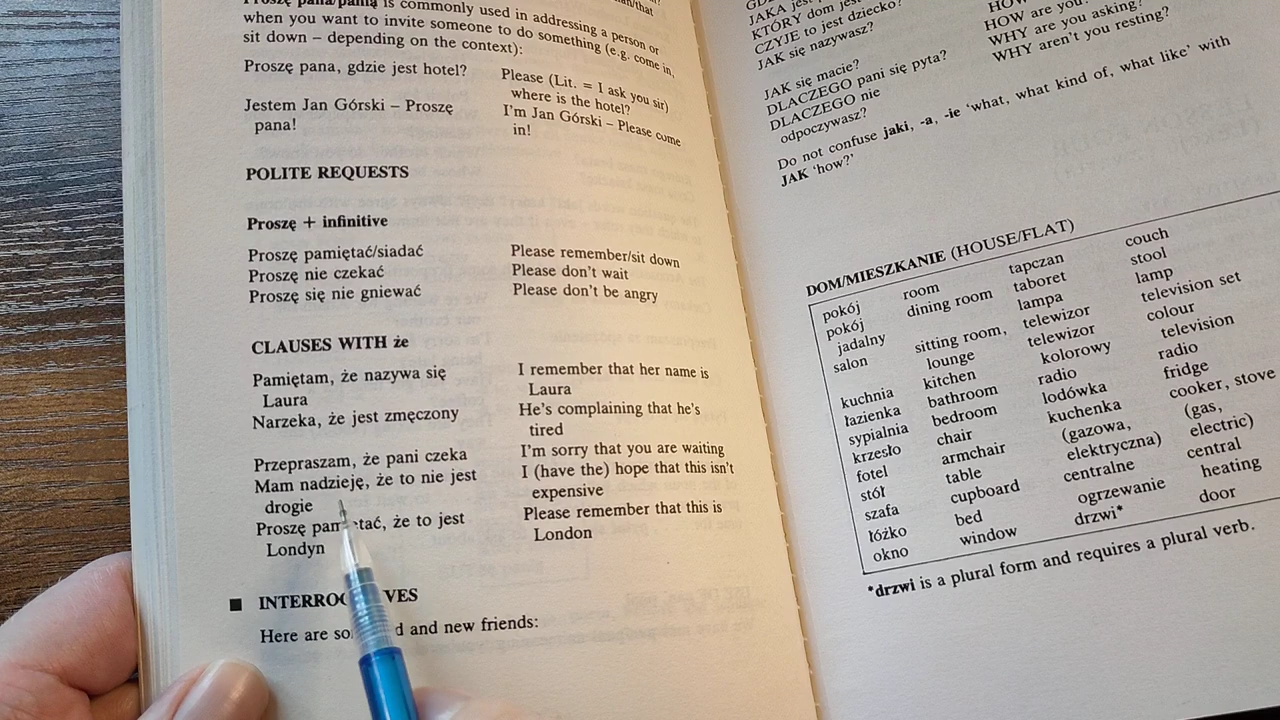 Proszę pana/panią is commonly used in addressing a person or
when you want to invite someone to do something (e.g. come in,
sit down – depending on the context):
Proszę pana, gdzie jest hotel?
Please (Lit. = I ask you sir)
where is the hotel?
Jestem Jan Górski – Proszę
pana!
I'm Jan Górski – Please come
in!
POLITE REQUESTS
Proszę + infinitive
Proszę pamiętać/siadać
Please remember/sit down
Proszę nie czekać
Please don't wait
Proszę się nie gniewać
Please don't be angry
CLAUSES WITH że
Pamiętam, że nazywa się
Laura
I remember that her name is
Laura
Narzeka, że jest zmęczony
He's complaining that he's
tired
Przepraszam, że pani czeka
I'm sorry that you are waiting
Mam nadzieję, że to nie jest
drogie
I (have the) hope that this isn't
expensive
Proszę pam tać, że to jest
Londyn
Please remember that this is
London
INTERRO VES
Here are so d and new friends:
JAKA
KTÓRY dom
CZYJE to jest dziecko?
JAK się nazywasz?
JAK się macie?
HOW are you?
DLACZEGO pani się pyta?
WHY are you asking?
DLACZEGO nie
odpoczywasz?
WHY aren't you resting?
Do not confuse jaki, -a, -ie 'what, what kind of, what like' with
JAK 'how?'
DOM/MIESZKANIE (HOUSE/FLAT)
pokój room
pokój dining room
jadalny
salon sitting room,
lounge
kuchnia kitchen
łazienka bathroom
sypialnia bedroom
krzesło chair
fotel armchair
stół table
szafa cupboard
łóżko bed
okno window
tapczan couch
taboret stool
lampa lamp
telewizor television set
telewizor colour
kolorowy television
radio radio
lodówka fridge
kuchenka cooker, stove
(gazowa, (gas,
elektryczna) electric)
centralne central
ogrzewanie heating
drzwi* door
*drzwi is a plural form and requires a plural verb.